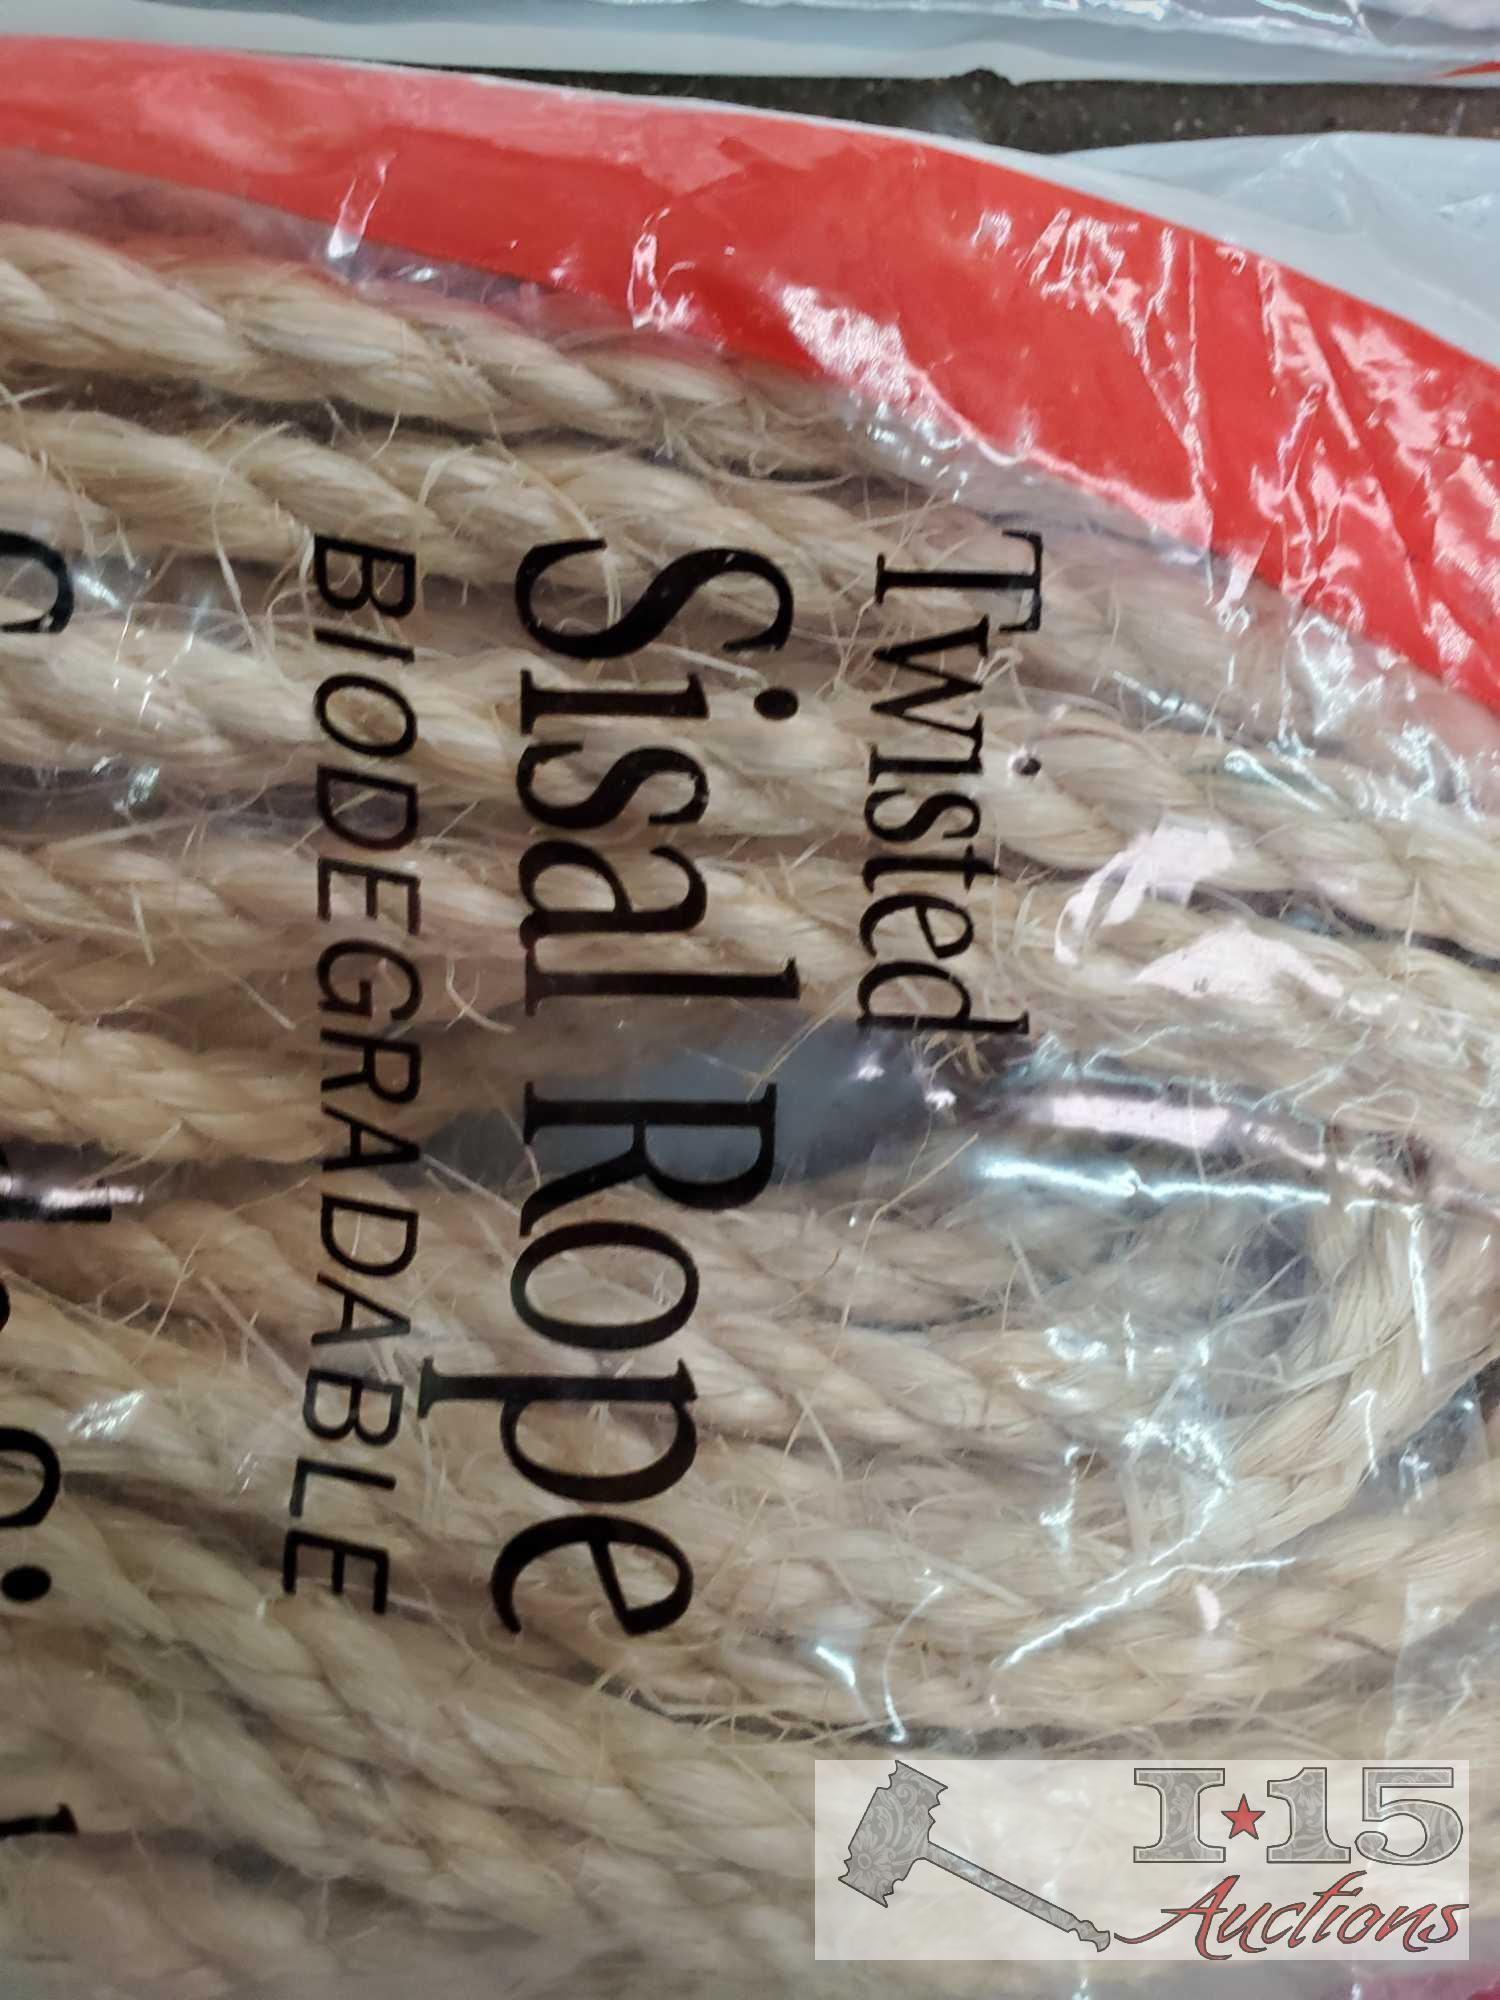 Twisted
Sisal Rope
BIODEGRADABLE
I★15
Auctions